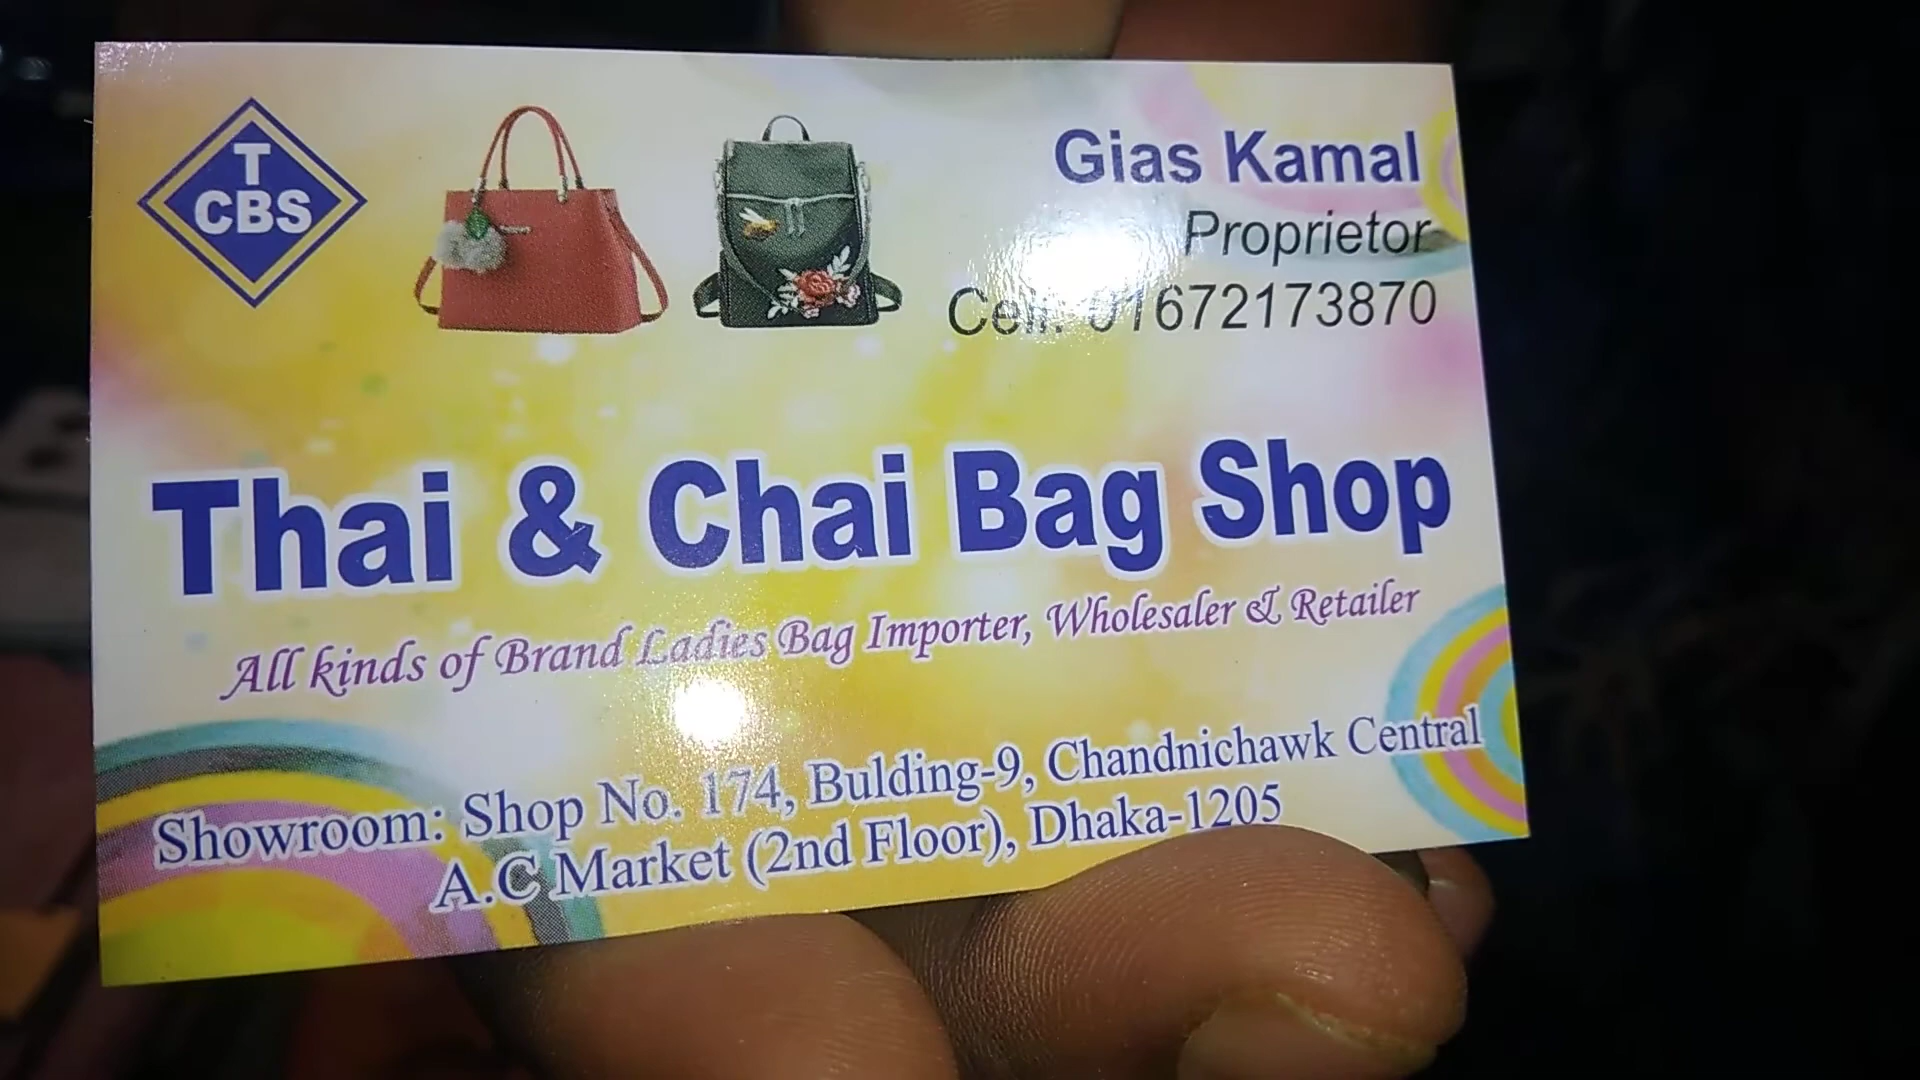 T
CBS
Gias Kamal
Proprietor
Cell: 01672173870
Thai & Chai Bag Shop
All kinds of Brand Ladies Bag Importer, Wholesaler & Retailer
Showroom: Shop No. 174, Bulding-9, Chandnichawk Central
A.C Market (2nd Floor), Dhaka-1205